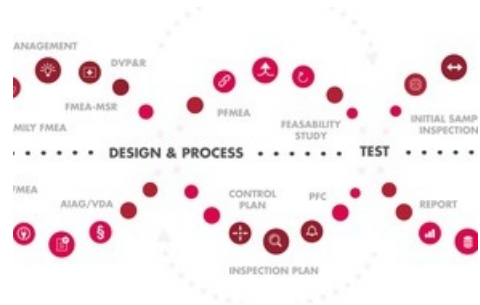 ANAGEMENT
DVP&R
FMEA-MSR
PFMEA
FEASABILITY
STUDY
INITIAL SAMP
INSPECTION
MILY FMEA
DESIGN & PROCESS
TEST
MEA
AIAG/VDA
§
CONTROL
PLAN
PFC
REPORT
INSPECTION PLAN